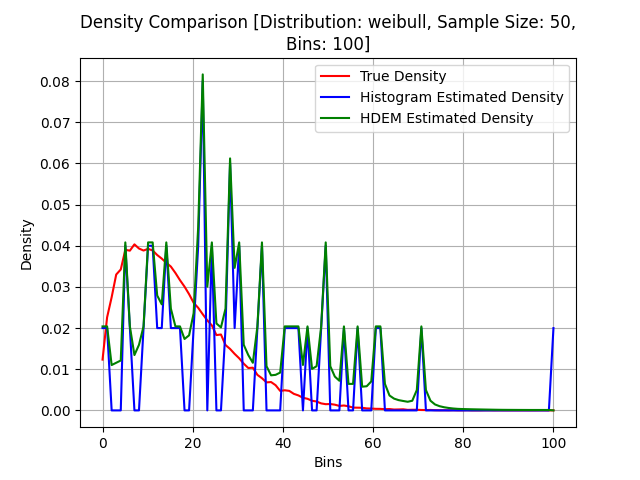 Density Comparison [Distribution: weibull, Sample Size: 50,
Bins: 100]
True Density
Histogram Estimated Density
HDEM Estimated Density
Density
0.08
0.07
0.06
0.05
0.04
0.03
0.02
0.01
0.00
0 20 40 60 80 100
Bins